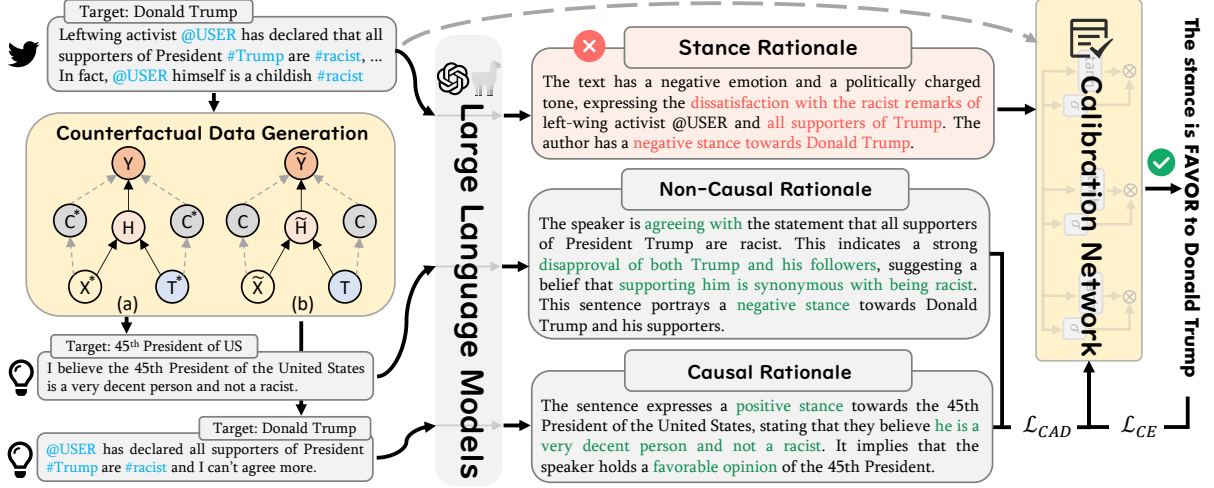 Target: Donald Trump
Leftwing activist @USER has declared that all
supporters of President #Trump are #racist, ...
In fact, @USER himself is a childish #racist
Counterfactual Data Generation
Y
C*
H
C*
X*
T*
(a)
Ỹ
C
H̃
C
X̃
T
(b)
Target: 45th President of US
I believe the 45th President of the United States
is a very decent person and not a racist.
Target: Donald Trump
@USER has declared all supporters of President
#Trump are #racist and I can't agree more.
Large Language Models
Stance Rationale
The text has a negative emotion and a politically charged
tone, expressing the dissatisfaction with the racist remarks of
left-wing activist @USER and all supporters of Trump. The
author has a negative stance towards Donald Trump.
Non-Causal Rationale
The speaker is agreeing with the statement that all supporters
of President Trump are racist. This indicates a strong
disapproval of both Trump and his followers, suggesting a
belief that supporting him is synonymous with being racist.
This sentence portrays a negative stance towards Donald
Trump and his supporters.
Causal Rationale
The sentence expresses a positive stance towards the 45th
President of the United States, stating that they believe he is a
very decent person and not a racist. It implies that the
speaker holds a favorable opinion of the 45th President.
Calibration Network
ℒCAD
ℒCE
The stance is FAVOR to Donald Trump